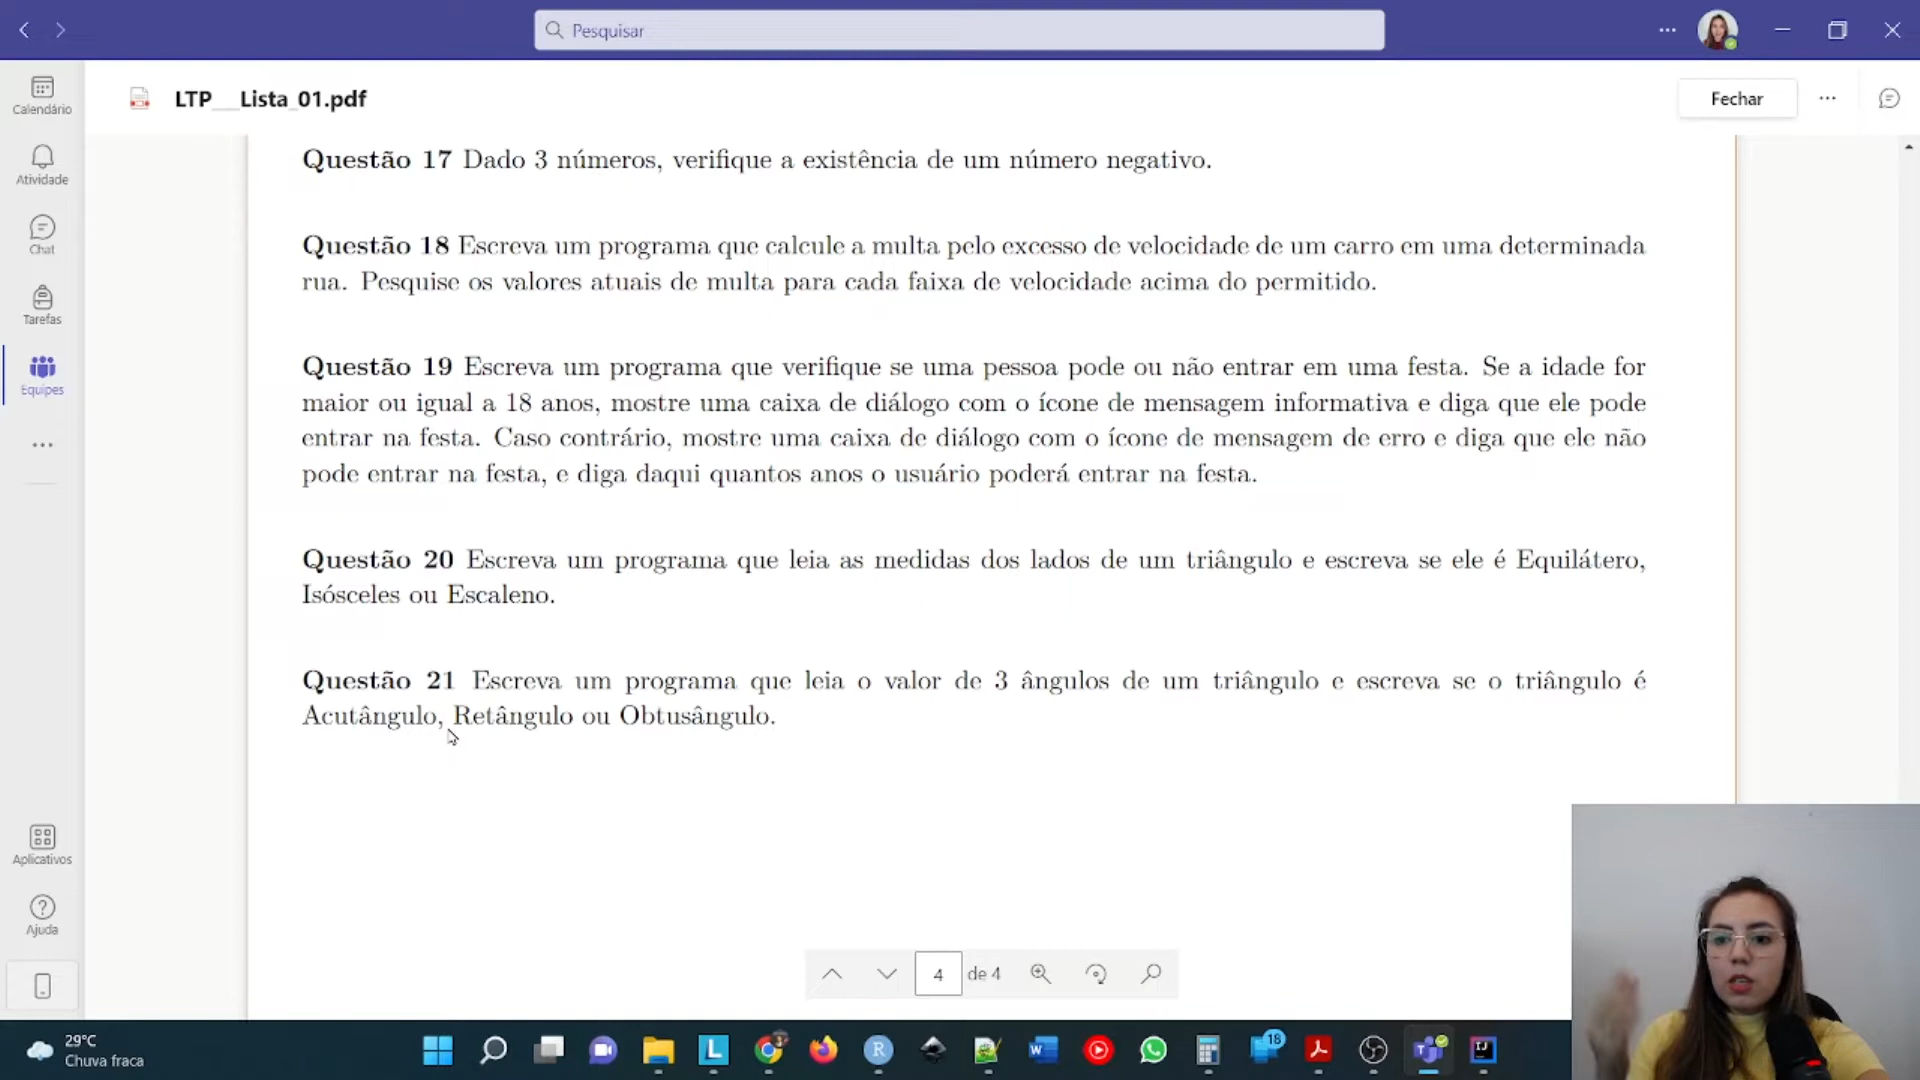 Pesquisar
Calendário
Atividade
Chat
Tarefas
Equipes
Aplicativos
Ajuda
LTP___Lista_01.pdf
Fechar
Questão 17 Dado 3 números, verifique a existência de um número negativo.
Questão 18 Escreva um programa que calcule a multa pelo excesso de velocidade de um carro em uma determinada
rua. Pesquise os valores atuais de multa para cada faixa de velocidade acima do permitido.
Questão 19 Escreva um programa que verifique se uma pessoa pode ou não entrar em uma festa. Se a idade for
maior ou igual a 18 anos, mostre uma caixa de diálogo com o ícone de mensagem informativa e diga que ele pode
entrar na festa. Caso contrário, mostre uma caixa de diálogo com o ícone de mensagem de erro e diga que ele não
pode entrar na festa, e diga daqui quantos anos o usuário poderá entrar na festa.
Questão 20 Escreva um programa que leia as medidas dos lados de um triângulo e escreva se ele é Equilátero,
Isósceles ou Escaleno.
Questão 21 Escreva um programa que leia o valor de 3 ângulos de um triângulo e escreva se o triângulo é
Acutângulo, Retângulo ou Obtusângulo.
4 de 4
29°C
Chuva fraca
L
R
W
18
IJ